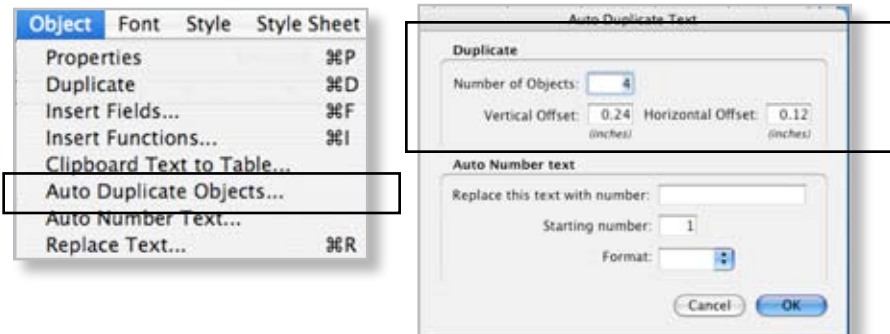 Object Font Style Style Sheet
Properties ⌘P
Duplicate ⌘D
Insert Fields... ⌘F
Insert Functions... ⌘I
Clipboard Text to Table...
Auto Duplicate Objects...
Auto Number Text...
Replace Text... ⌘R
Auto Duplicate Text
Duplicate
Number of Objects: 4
Vertical Offset: 0.24 Horizontal Offset: 0.12
(inches) (inches)
Auto Number text
Replace this text with number:
Starting number: 1
Format:
Cancel OK